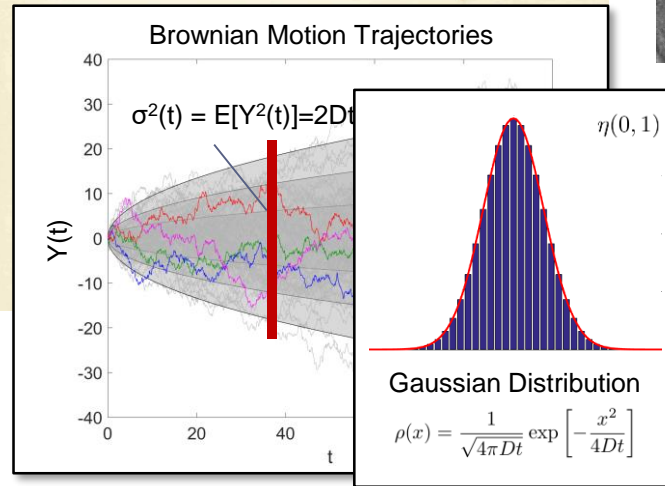 Brownian Motion Trajectories
σ²(t) = E[Y²(t)]=2Dt
Y(t)
40
30
20
10
0
-10
-20
-30
-40
0
20
40
t
η(0, 1)
Gaussian Distribution
ρ(x) = 1/√(4πDt) exp [−x²/4Dt]